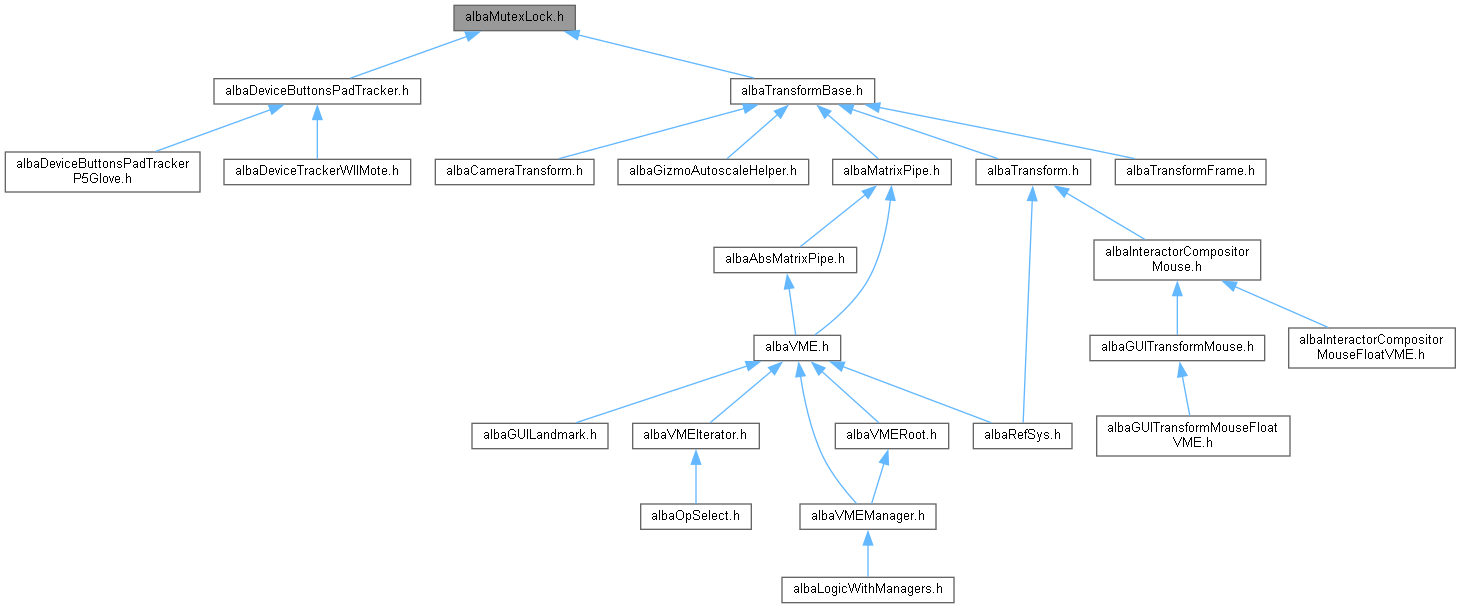 albaMutexLock.h
albaDeviceButtonsPadTracker.h
albaTransformBase.h
albaDeviceButtonsPadTracker
P5Glove.h
albaDeviceTrackerWIIMote.h
albaCameraTransform.h
albaGizmoAutoscaleHelper.h
albaMatrixPipe.h
albaTransform.h
albaTransformFrame.h
albaAbsMatrixPipe.h
albaInteractorCompositor
Mouse.h
albaVME.h
albaGUITransformMouse.h
albaInteractorCompositor
MouseFloatVME.h
albaGUILandmark.h
albaVMEIterator.h
albaVMERoot.h
albaRefSys.h
albaGUITransformMouseFloat
VME.h
albaOpSelect.h
albaVMEManager.h
albaLogicWithManagers.h